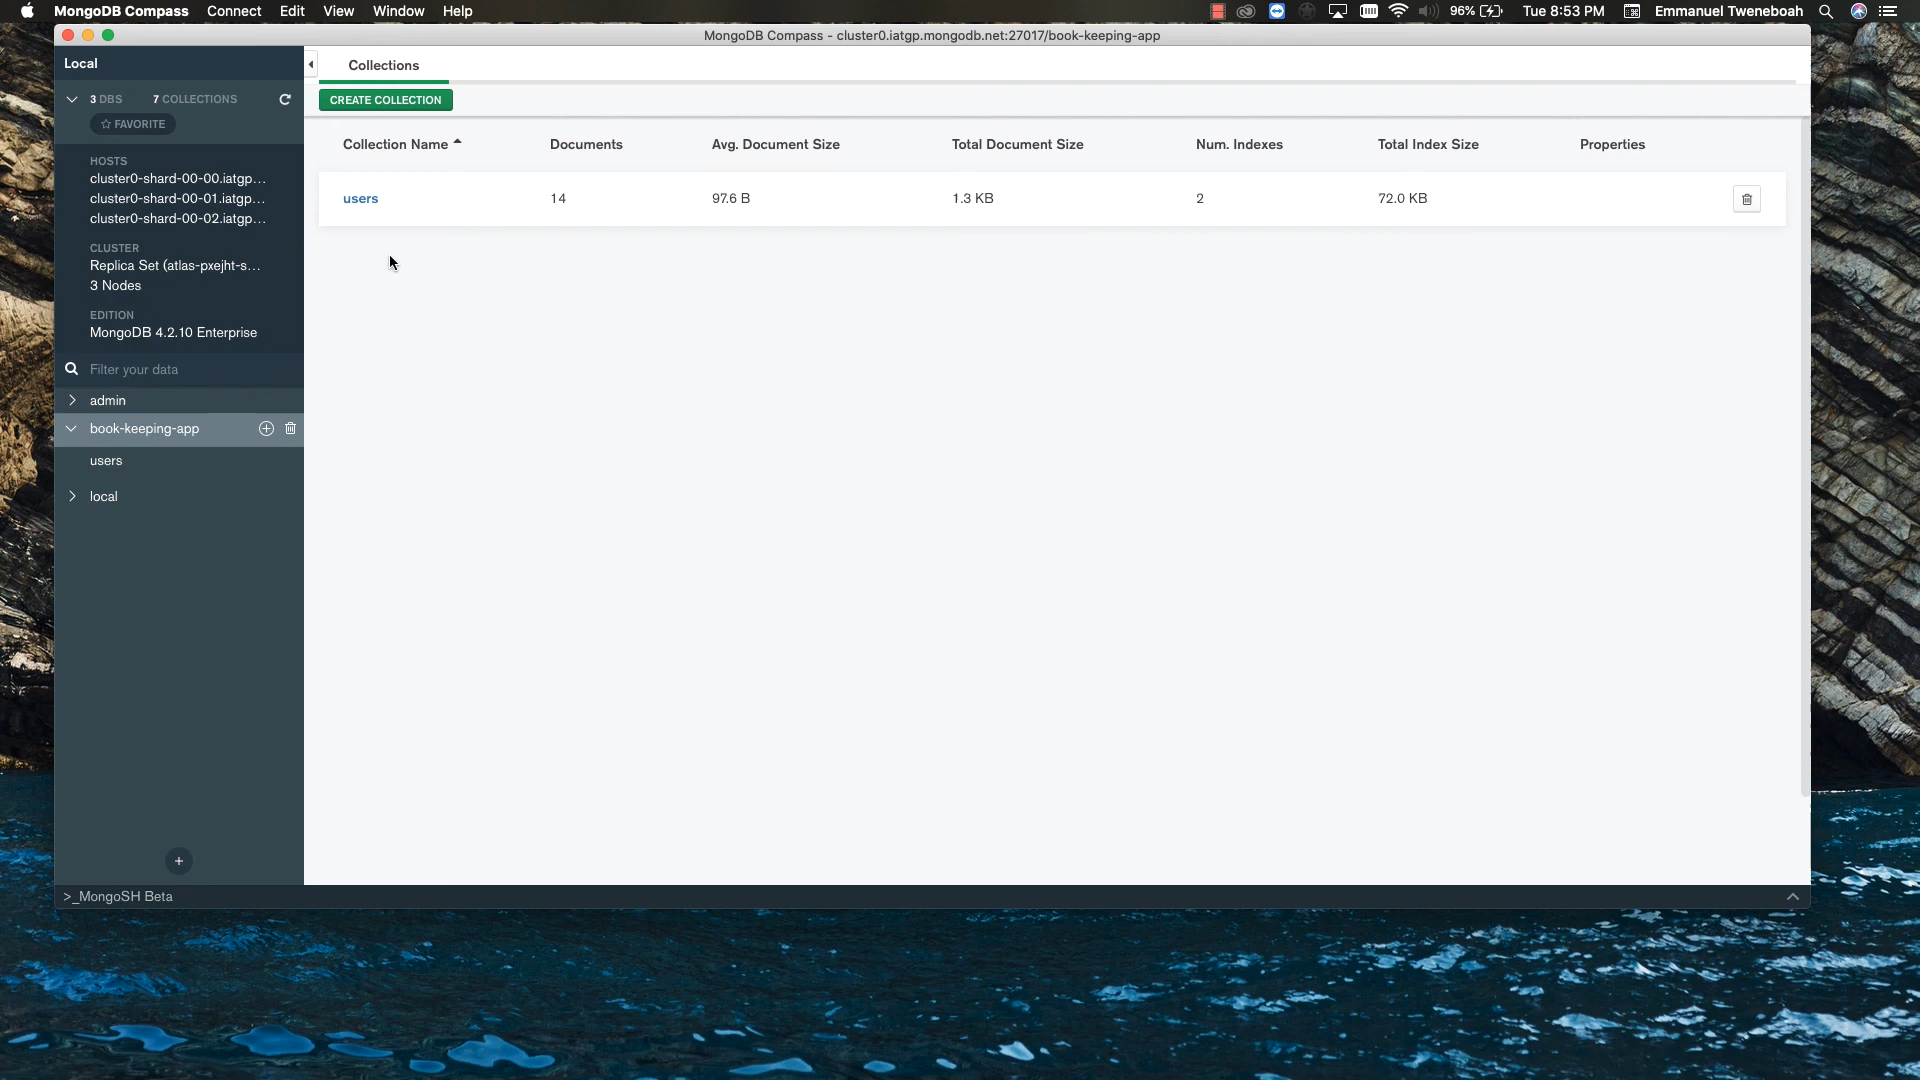 MongoDB Compass Connect Edit View Window Help 96% Tue 8:53 PM Emmanuel Tweneboah
MongoDB Compass - cluster0.iatgp.mongodb.net:27017/book-keeping-app
Local
3 DBS 7 COLLECTIONS
FAVORITE
HOSTS
cluster0-shard-00-00.iatgp...
cluster0-shard-00-01.iatgp...
cluster0-shard-00-02.iatgp...
CLUSTER
Replica Set (atlas-pxejht-s...
3 Nodes
EDITION
MongoDB 4.2.10 Enterprise
Filter your data
admin
book-keeping-app
users
local
Collections
CREATE COLLECTION
Collection Name Documents Avg. Document Size Total Document Size Num. Indexes Total Index Size Properties
users 14 97.6 B 1.3 KB 2 72.0 KB
>_MongoSH Beta